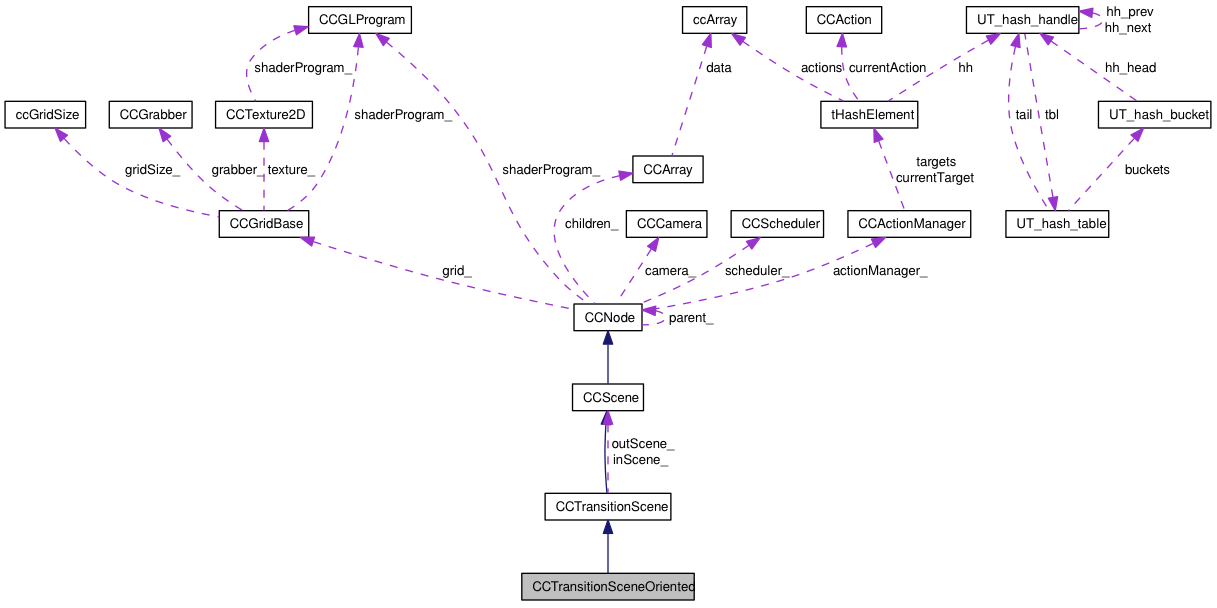 CCGLProgram
ccArray
CCAction
UT_hash_handle
hh_prev
hh_next
shaderProgram_
data
actions
currentAction
hh
hh_head
ccGridSize
CCGrabber
CCTexture2D
shaderProgram_
tHashElement
tail
tbl
UT_hash_bucket
gridSize_
grabber_
texture_
shaderProgram_
CCArray
targets
currentTarget
buckets
CCGridBase
children_
CCCamera
CCScheduler
CCActionManager
UT_hash_table
grid_
camera_
scheduler_
actionManager_
CCNode
parent_
CCScene
outScene_
inScene_
CCTransitionScene
CCTransitionSceneOriented